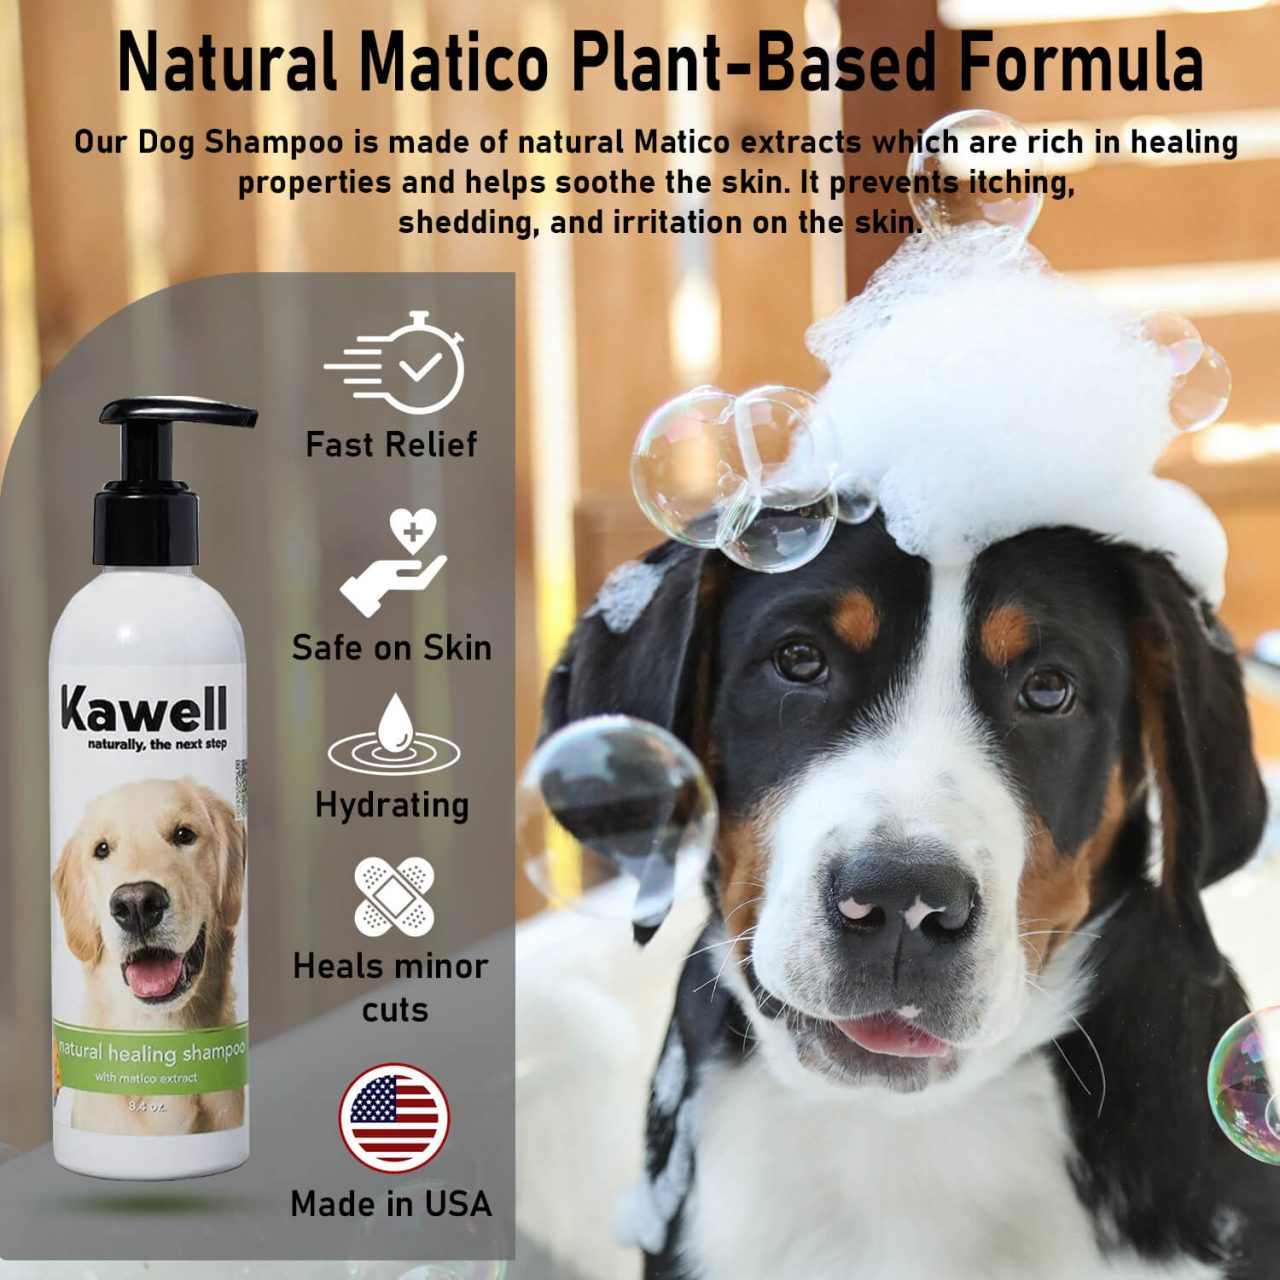 Natural Matico Plant-Based Formula
Our Dog Shampoo is made of natural Matico extracts which are rich in healing
properties and helps soothe the skin. It prevents itching,
shedding, and irritation on the skin.
Fast Relief
Safe on Skin
Hydrating
Heals minor
cuts
Made in USA
Kawell
naturally, the next step
natural healing shampoo
with matico extract
8.4 oz